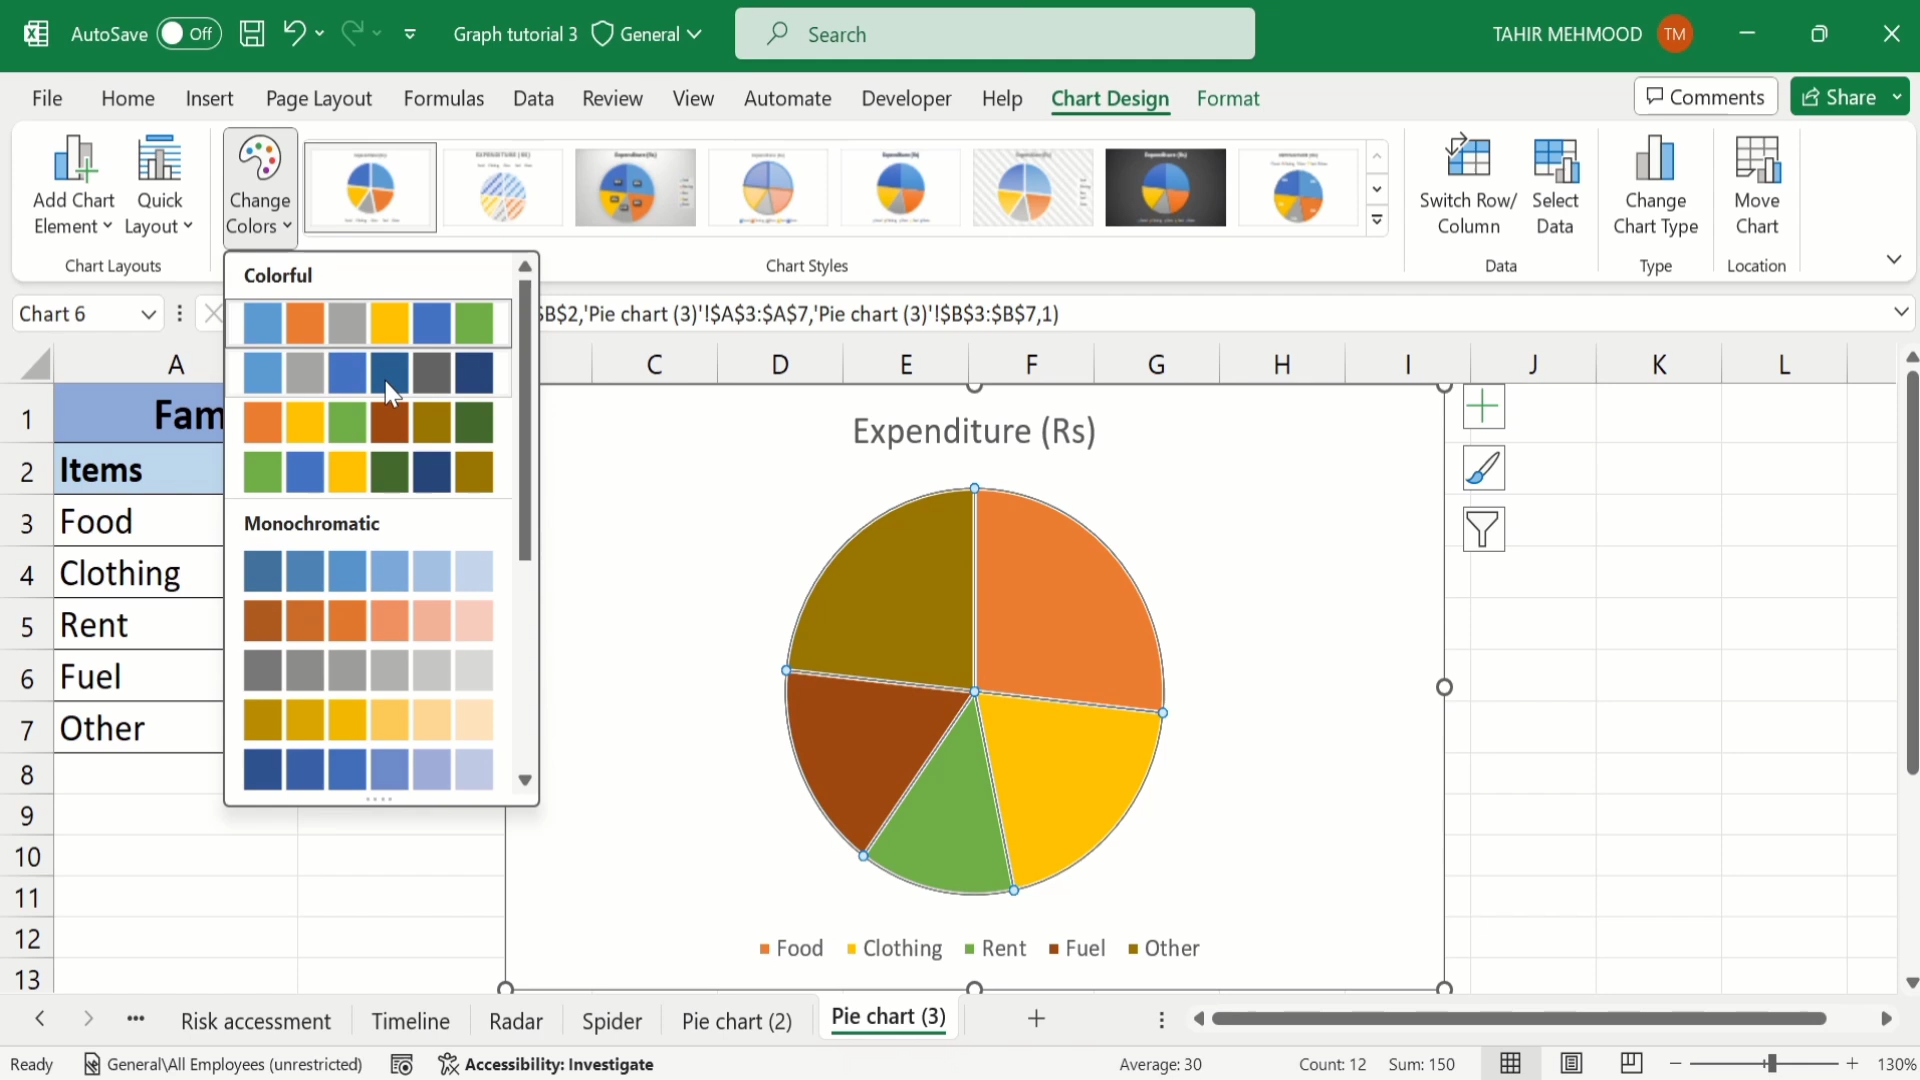 AutoSave Off Graph tutorial 3 General Search TAHIR MEHMOOD TM
File Home Insert Page Layout Formulas Data Review View Automate Developer Help Chart Design Format Comments Share
Add Chart Element
Quick Layout
Chart Layouts
Change Colors
Chart Styles
Switch Row/ Column
Select Data
Data
Change Chart Type
Type
Move Chart
Location
Chart 6
$B$2,'Pie chart (3)'!$A$3:$A$7,'Pie chart (3)'!$B$3:$B$7,1)
Colorful
Monochromatic
A C D E F G H I J K L
1 Fam
2 Items
3 Food
4 Clothing
5 Rent
6 Fuel
7 Other
8
9
10
11
12
13
Expenditure (Rs)
Food Clothing Rent Fuel Other
Risk assessment Timeline Radar Spider Pie chart (2) Pie chart (3)
Ready General\All Employees (unrestricted) Accessibility: Investigate Average: 30 Count: 12 Sum: 150 130%